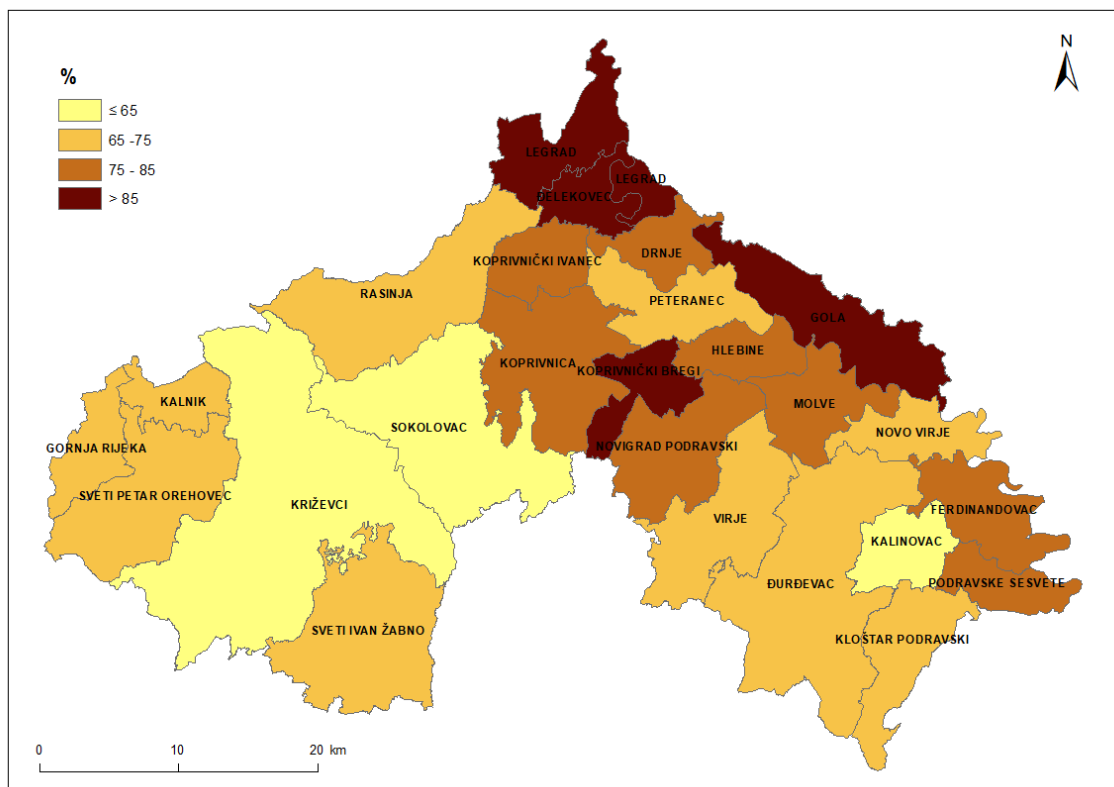 N
%
≤ 65
65 -75
75 - 85
> 85
LEGRAD
LEGRAD
ĐELEKOVEC
DRNJE
KOPRIVNIČKI IVANEC
RASINJA
PETERANEC
GOLA
HLEBINE
KOPRIVNICA
KOPRIVNIČKI BREGI
KALNIK
MOLVE
SOKOLOVAC
NOVO VIRJE
GORNJA RIJEKA
NOVIGRAD PODRAVSKI
SVETI PETAR OREHOVEC
KRIŽEVCI
FERDINANDOVAC
VIRJE
KALINOVAC
ĐURĐEVAC
PODRAVSKE SESVETE
SVETI IVAN ŽABNO
KLOŠTAR PODRAVSKI
0 10 20 km